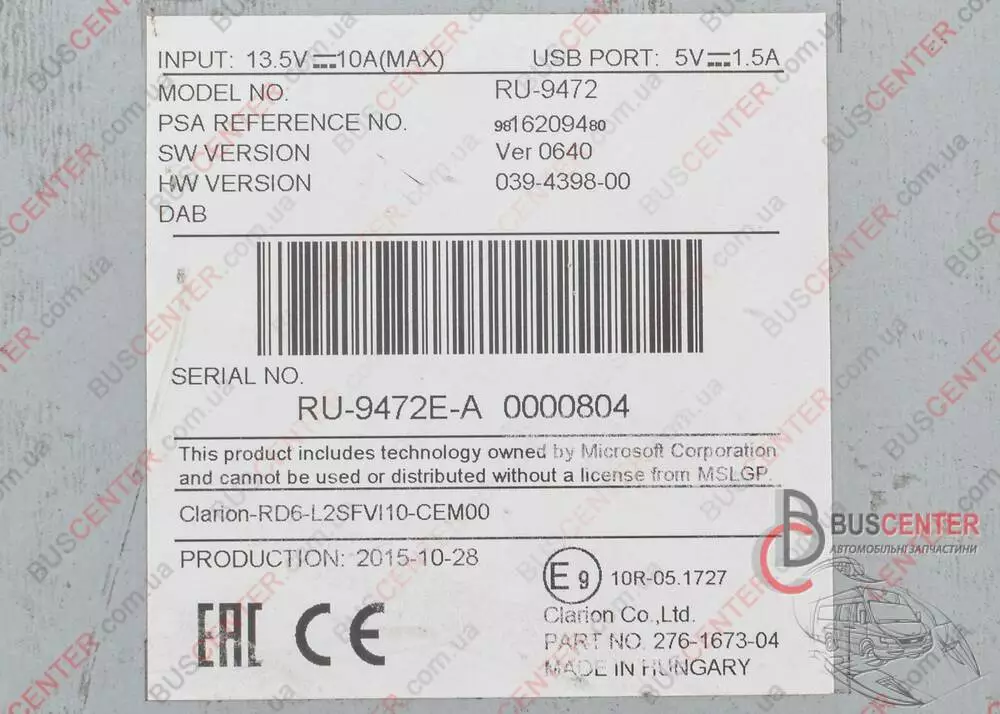 INPUT: 13.5V⎓10A(MAX) USB PORT: 5V⎓1.5A
MODEL NO. RU-9472
PSA REFERENCE NO. 9816209480
SW VERSION Ver 0640
HW VERSION 039-4398-00
DAB
SERIAL NO.
RU-9472E-A 0000804
This product includes technology owned by Microsoft Corporation
and cannot be used or distributed without a license from MSLGP.
Clarion-RD6-L2SFVI10-CEM00
PRODUCTION: 2015-10-28
E9 10R-05.1727
Clarion Co.,Ltd.
PART NO. 276-1673-04
MADE IN HUNGARY
EAC CE
BUSCENTER
АВТОМОБІЛЬНІ ЗАПЧАСТИНИ
BUSCENTER.com.ua